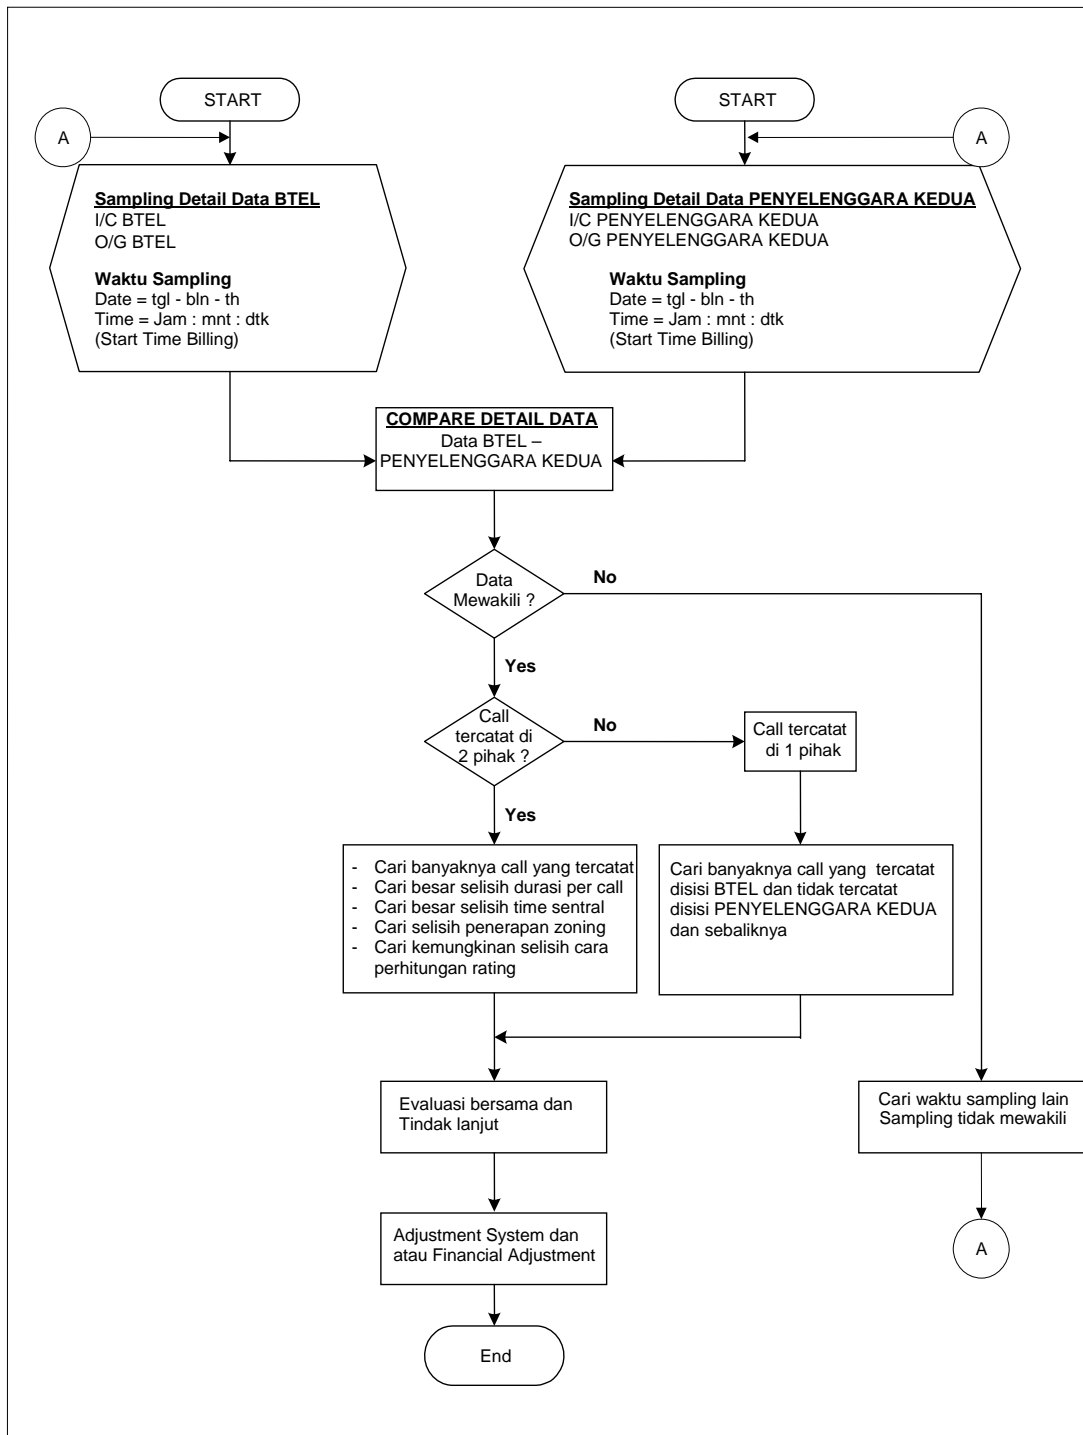 START
START
A
A
Sampling Detail Data BTEL
I/C BTEL
O/G BTEL
Waktu Sampling
Date = tgl - bln - th
Time = Jam : mnt : dtk
(Start Time Billing)
Sampling Detail Data PENYELENGGARA KEDUA
I/C PENYELENGGARA KEDUA
O/G PENYELENGGARA KEDUA
Waktu Sampling
Date = tgl - bln - th
Time = Jam : mnt : dtk
(Start Time Billing)
COMPARE DETAIL DATA
Data BTEL –
PENYELENGGARA KEDUA
Data
Mewakili ?
No
Yes
Call
tercatat di
2 pihak ?
No
Call tercatat
di 1 pihak
Yes
- Cari banyaknya call yang tercatat
- Cari besar selisih durasi per call
- Cari besar selisih time sentral
- Cari selisih penerapan zoning
- Cari kemungkinan selisih cara
perhitungan rating
Cari banyaknya call yang tercatat
disisi BTEL dan tidak tercatat
disisi PENYELENGGARA KEDUA
dan sebaliknya
Evaluasi bersama dan
Tindak lanjut
Cari waktu sampling lain
Sampling tidak mewakili
Adjustment System dan
atau Financial Adjustment
A
End